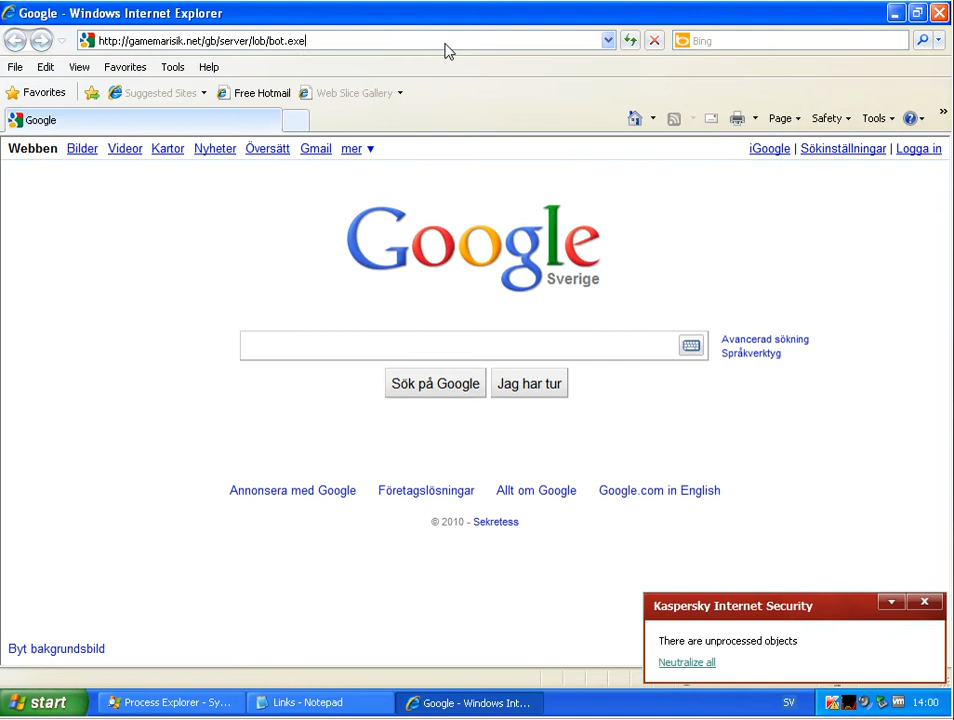 Google - Windows Internet Explorer
http://gamemarisik.net/gb/server/lob/bot.exe
Bing
File Edit View Favorites Tools Help
Favorites Suggested Sites Free Hotmail Web Slice Gallery
Google
Page Safety Tools »
Webben Bilder Videor Kartor Nyheter Översätt Gmail mer ▼
iGoogle | Sökinställningar | Logga in
Google
Sverige
Avancerad sökning
Språkverktyg
Sök på Google Jag har tur
Annonsera med Google Företagslösningar Allt om Google Google.com in English
© 2010 - Sekretess
Byt bakgrundsbild
Kaspersky Internet Security
There are unprocessed objects
Neutralize all
start Process Explorer - Sy... Links - Notepad Google - Windows Int... SV 14:00